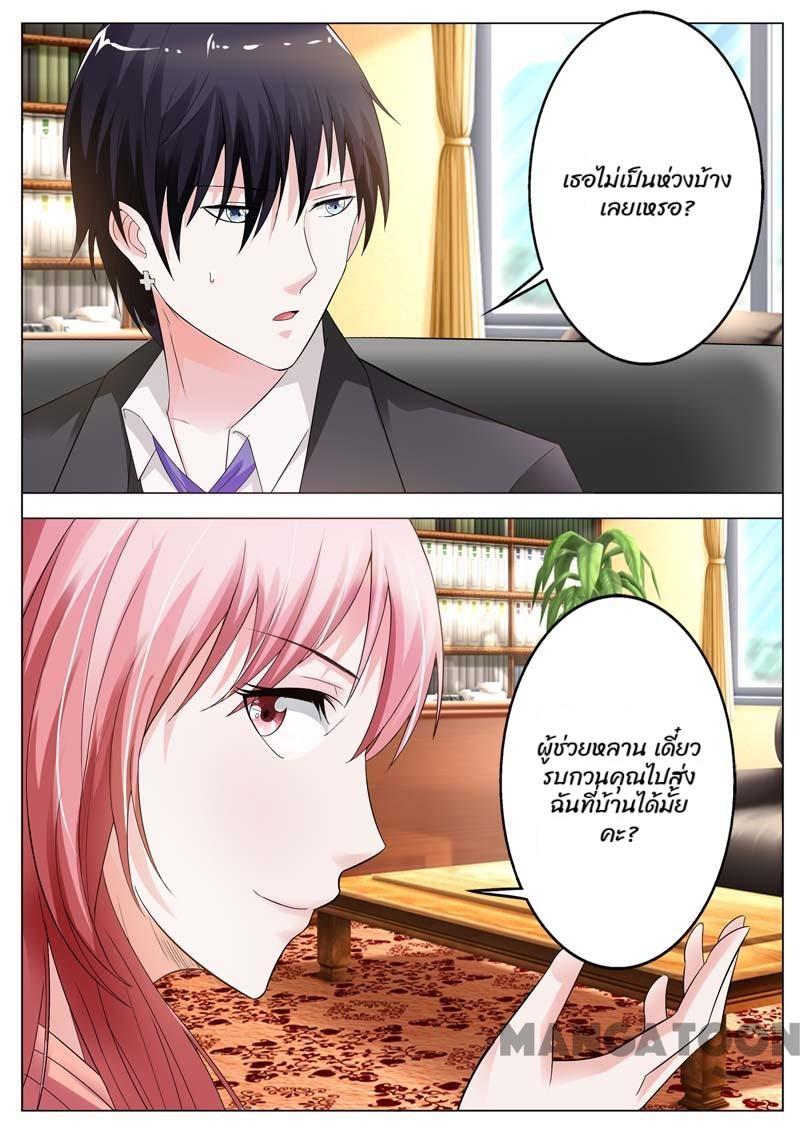 เธอไม่เป็นห่วงบ้าง
เลยเหรอ?
ผู้ช่วยหลาน เดี๋ยว
รบกวนคุณไปส่ง
ฉันที่บ้านได้มั้ย
คะ?
MANGATOON